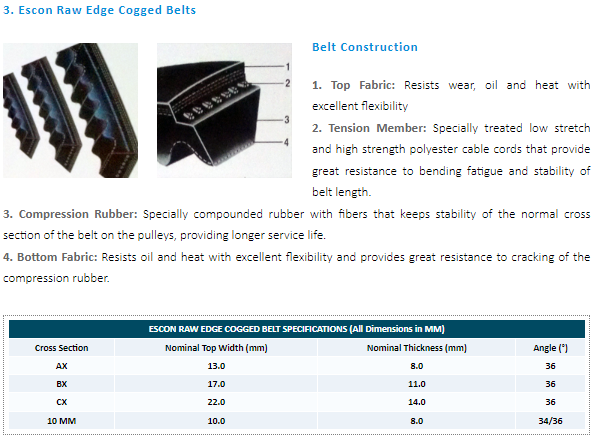 3. Escon Raw Edge Cogged Belts
Belt Construction
1
2
3
4
1. Top Fabric: Resists wear, oil and heat with
excellent flexibility
2. Tension Member: Specially treated low stretch
and high strength polyester cable cords that provide
great resistance to bending fatigue and stability of
belt length.
3. Compression Rubber: Specially compounded rubber with fibers that keeps stability of the normal cross
section of the belt on the pulleys, providing longer service life.
4. Bottom Fabric: Resists oil and heat with excellent flexibility and provides great resistance to cracking of the
compression rubber.
ESCON RAW EDGE COGGED BELT SPECIFICATIONS (All Dimensions in MM)
Cross Section Nominal Top Width (mm) Nominal Thickness (mm) Angle (°)
AX 13.0 8.0 36
BX 17.0 11.0 36
CX 22.0 14.0 36
10 MM 10.0 8.0 34/36